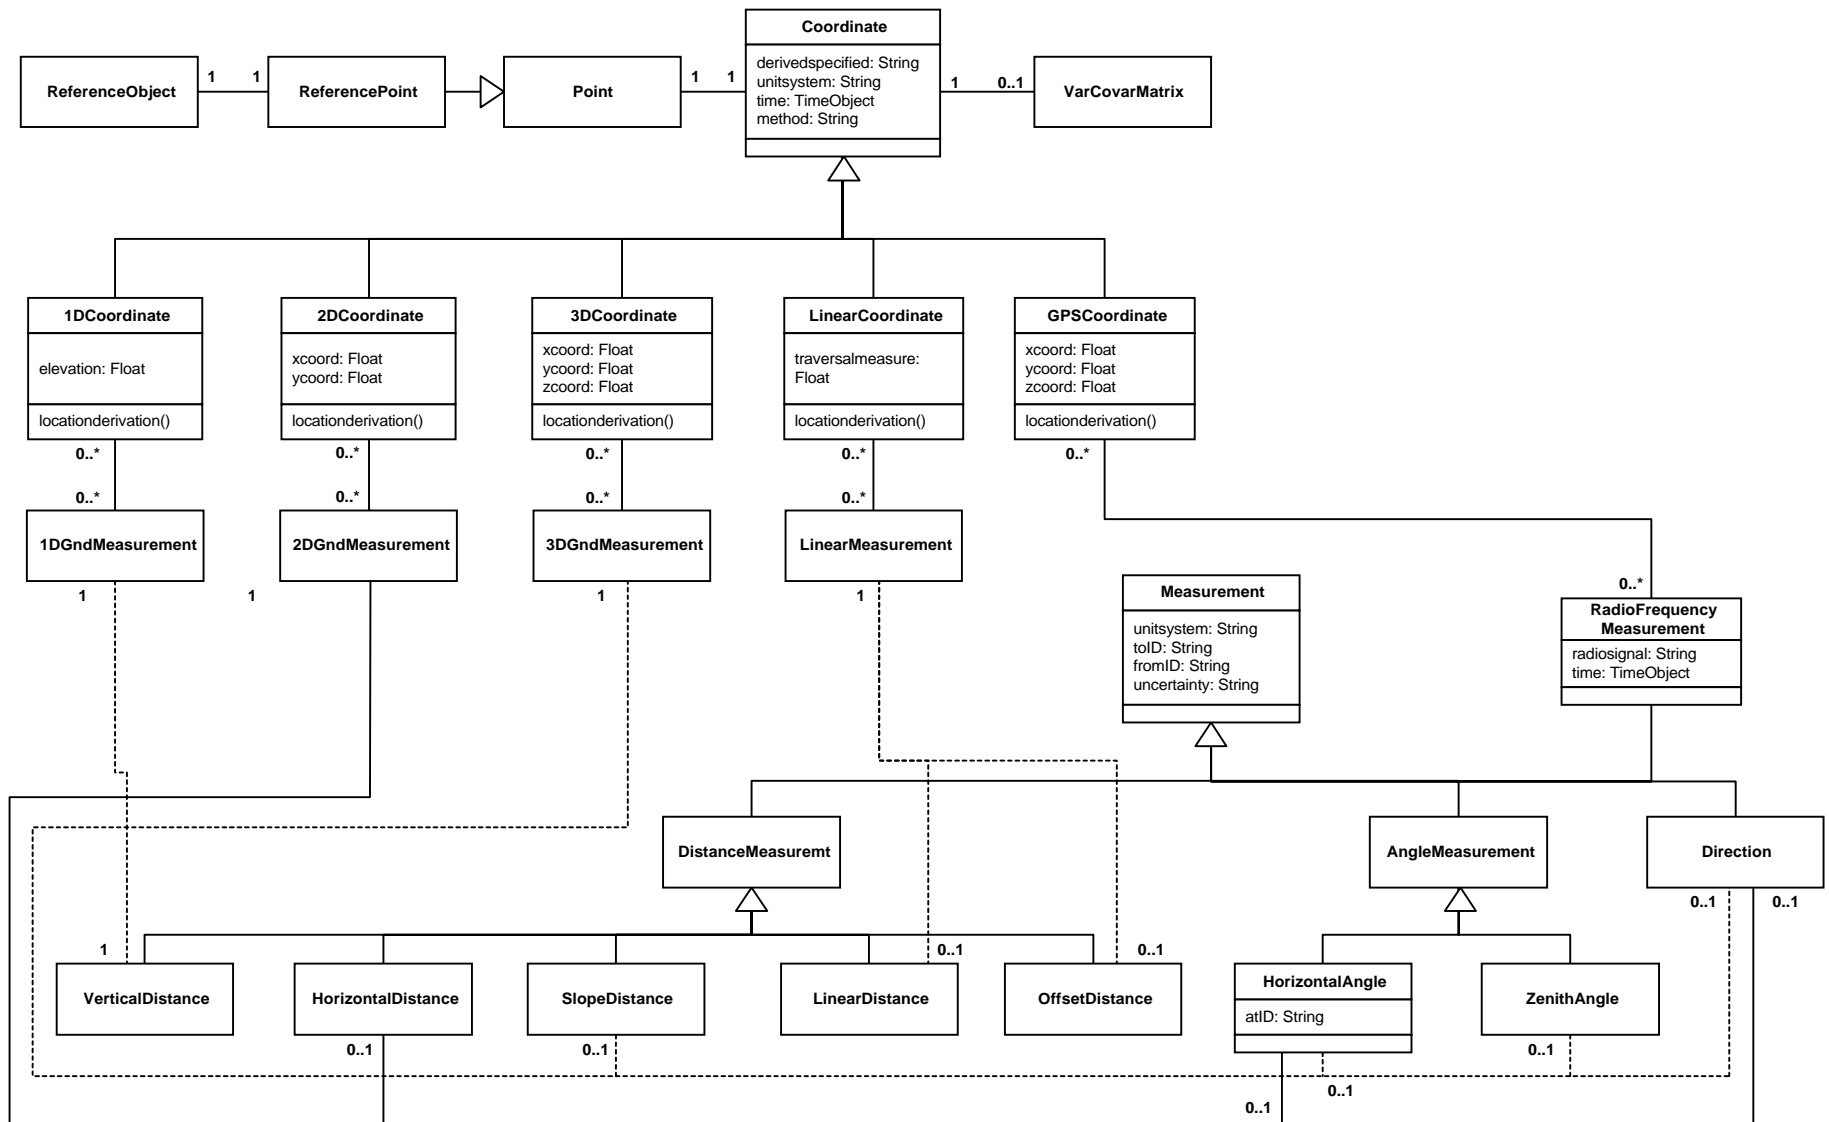 Coordinate
derivedspecified: String
unitsystem: String
time: TimeObject
method: String
ReferenceObject
1
1
ReferencePoint
Point
1
1
1
0..1
VarCovarMatrix
1DCoordinate
elevation: Float
locationderivation()
2DCoordinate
xcoord: Float
ycoord: Float
locationderivation()
3DCoordinate
xcoord: Float
ycoord: Float
zcoord: Float
locationderivation()
LinearCoordinate
traversalmeasure:
Float
locationderivation()
GPSCoordinate
xcoord: Float
ycoord: Float
zcoord: Float
locationderivation()
0..*
0..*
0..*
0..*
0..*
0..*
0..*
0..*
0..*
1DGndMeasurement
2DGndMeasurement
3DGndMeasurement
LinearMeasurement
1
1
1
1
Measurement
unitsystem: String
toID: String
fromID: String
uncertainty: String
0..*
RadioFrequency
Measurement
radiosignal: String
time: TimeObject
DistanceMeasuremt
AngleMeasurement
Direction
0..1
0..1
1
0..1
0..1
VerticalDistance
HorizontalDistance
SlopeDistance
LinearDistance
OffsetDistance
HorizontalAngle
atID: String
ZenithAngle
0..1
0..1
0..1
0..1
0..1